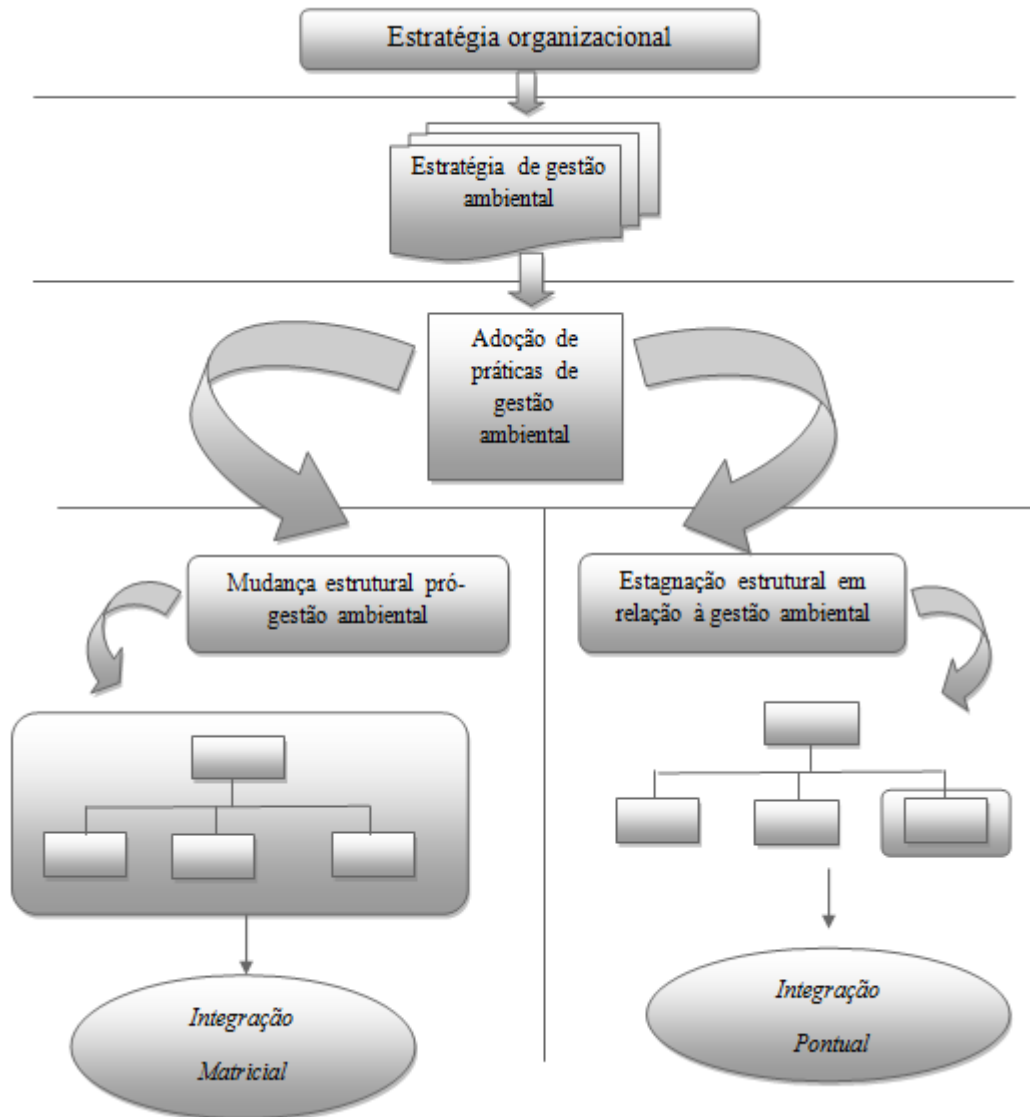 Estratégia organizacional
Estratégia de gestão
ambiental
Adoção de
práticas de
gestão
ambiental
Mudança estrutural pró-
gestão ambiental
Estagnação estrutural em
relação à gestão ambiental
Integração
Matricial
Integração
Pontual